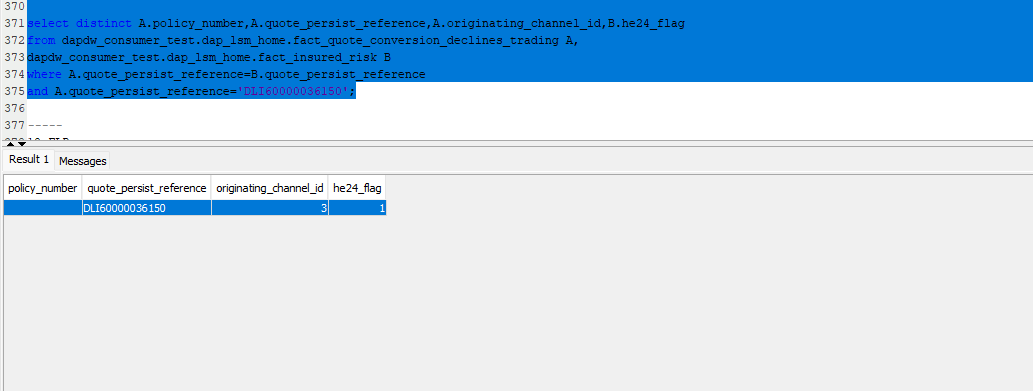 370
371 select distinct A.policy_number,A.quote_persist_reference,A.originating_channel_id,B.he24_flag
372 from dapdw_consumer_test.dap_lsm_home.fact_quote_conversion_declines_trading A,
373 dapdw_consumer_test.dap_lsm_home.fact_insured_risk B
374 where A.quote_persist_reference=B.quote_persist_reference
375 and A.quote_persist_reference='DLI60000036150';
376
377 -----
Result 1 Messages
policy_number quote_persist_reference originating_channel_id he24_flag
DLI60000036150 3 1